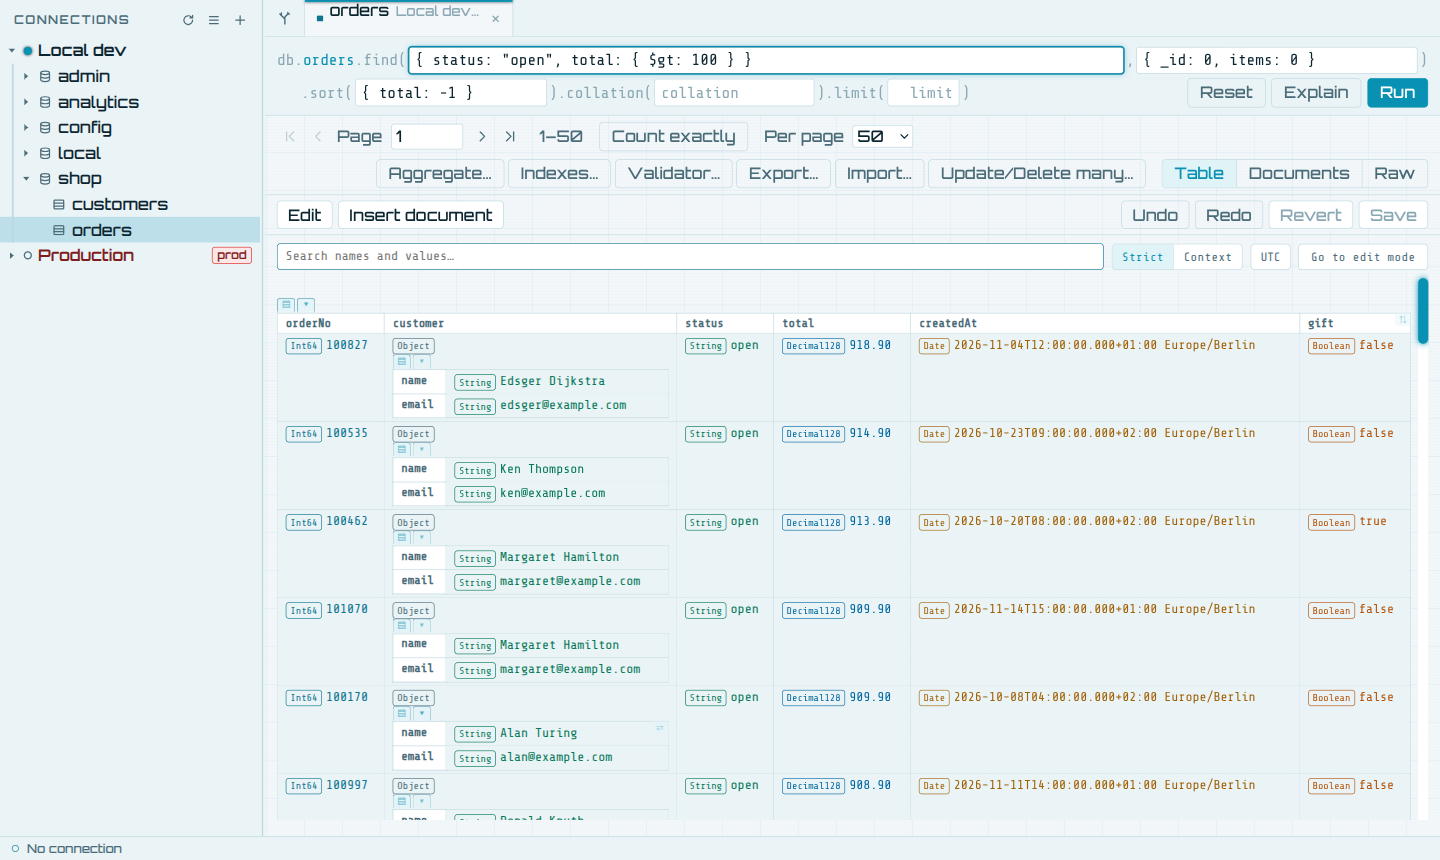 CONNECTIONS
Local dev
admin
analytics
config
local
shop
customers
orders
Production prod
orders Local dev… ×
db.orders.find( { status: "open", total: { $gt: 100 } } , { _id: 0, items: 0 } )
.sort( { total: -1 } ).collation( collation ).limit( limit )
Reset Explain Run
Page 1 1–50 Count exactly Per page 50
Aggregate… Indexes… Validator… Export… Import… Update/Delete many… Table Documents Raw
Edit Insert document Undo Redo Revert Save
Search names and values… Strict Context UTC Go to edit mode
orderNo customer status total createdAt gift
Int64 100827 Object String open Decimal128 918.90 Date 2026-11-04T12:00:00.000+01:00 Europe/Berlin Boolean false
name String Edsger Dijkstra
email String edsger@example.com
Int64 100535 Object String open Decimal128 914.90 Date 2026-10-23T09:00:00.000+02:00 Europe/Berlin Boolean false
name String Ken Thompson
email String ken@example.com
Int64 100462 Object String open Decimal128 913.90 Date 2026-10-20T08:00:00.000+02:00 Europe/Berlin Boolean true
name String Margaret Hamilton
email String margaret@example.com
Int64 101070 Object String open Decimal128 909.90 Date 2026-11-14T15:00:00.000+01:00 Europe/Berlin Boolean false
name String Margaret Hamilton
email String margaret@example.com
Int64 100170 Object String open Decimal128 909.90 Date 2026-10-08T04:00:00.000+02:00 Europe/Berlin Boolean false
name String Alan Turing
email String alan@example.com
Int64 100997 Object String open Decimal128 908.90 Date 2026-11-11T14:00:00.000+01:00 Europe/Berlin Boolean false
No connection